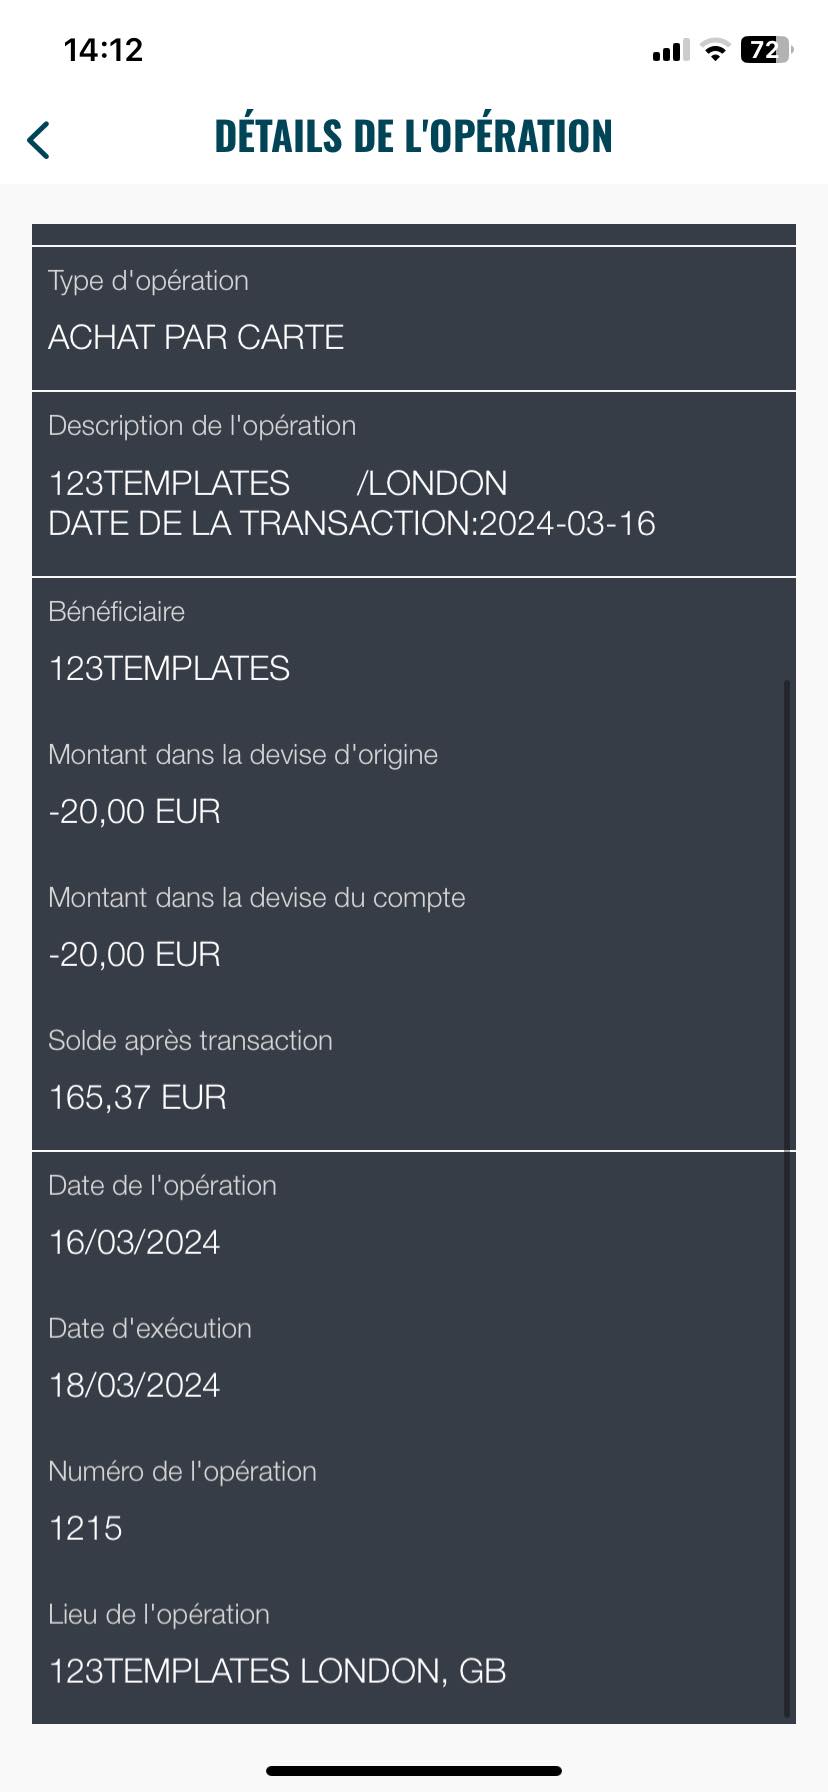 14:12
72
DÉTAILS DE L'OPÉRATION
Type d'opération
ACHAT PAR CARTE
Description de l'opération
123TEMPLATES /LONDON
DATE DE LA TRANSACTION:2024-03-16
Bénéficiaire
123TEMPLATES
Montant dans la devise d'origine
-20,00 EUR
Montant dans la devise du compte
-20,00 EUR
Solde après transaction
165,37 EUR
Date de l'opération
16/03/2024
Date d'exécution
18/03/2024
Numéro de l'opération
1215
Lieu de l'opération
123TEMPLATES LONDON, GB